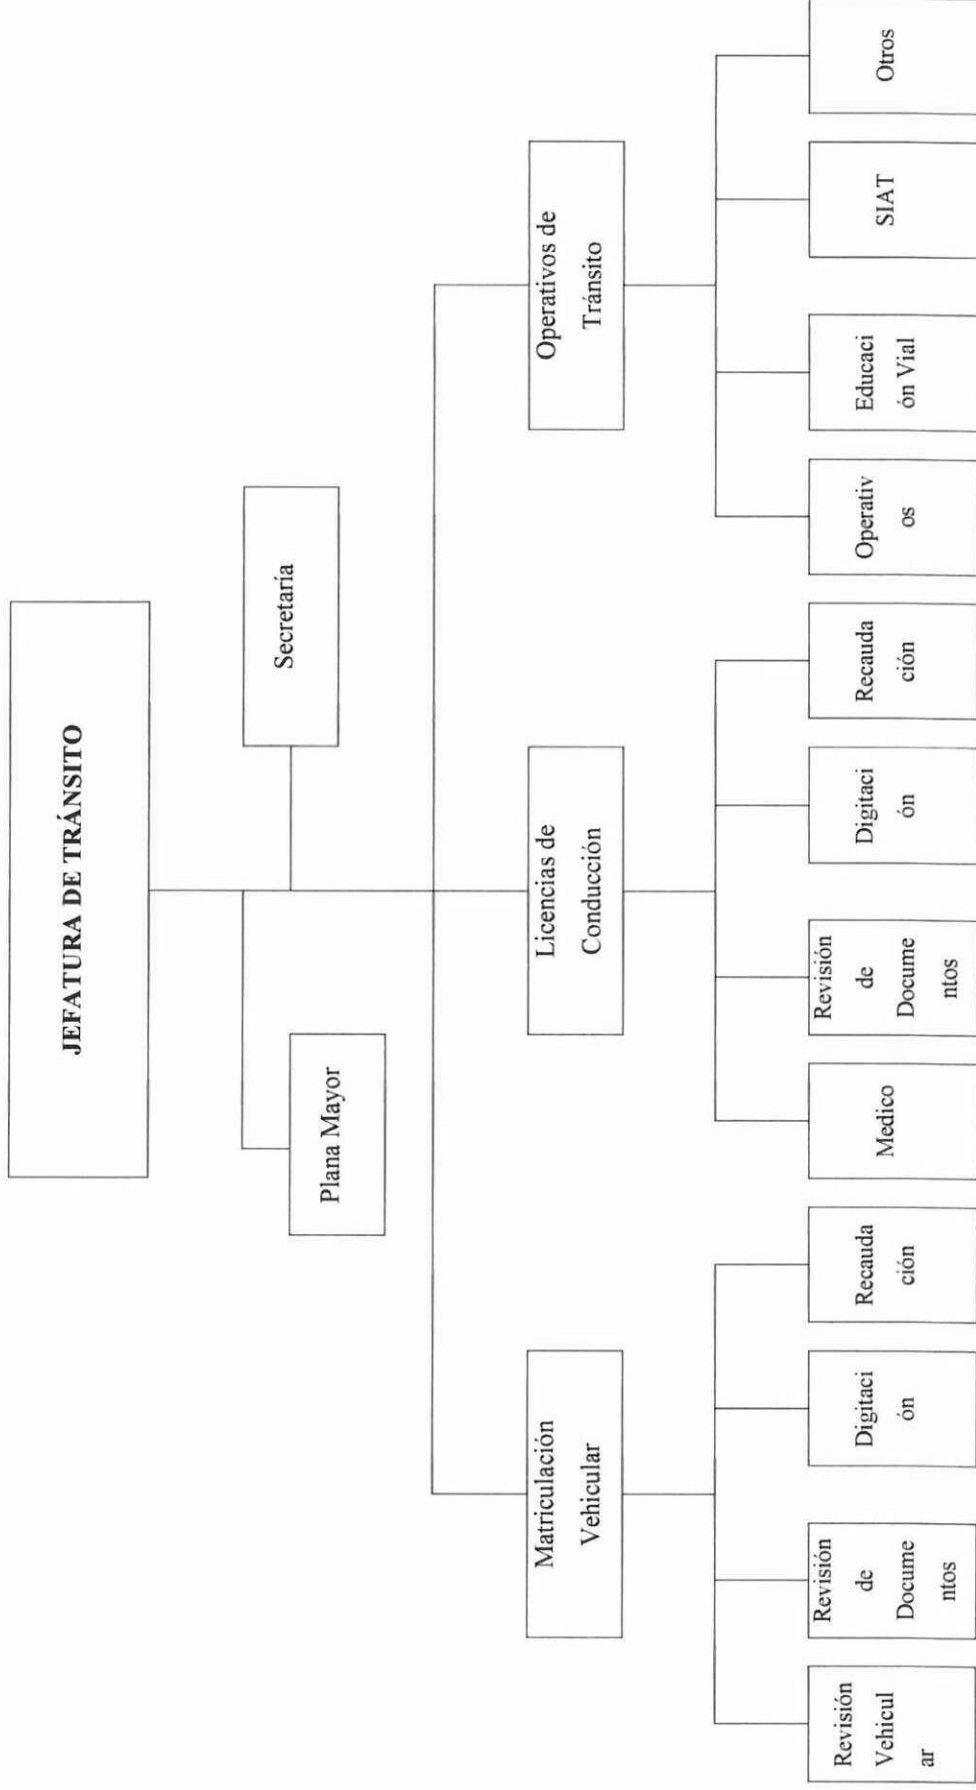 JEFATURA DE TRÁNSITO
Secretaría
Plana Mayor
Matriculación
Vehicular
Licencias de
Conducción
Operativos de
Tránsito
Revisión
Vehicul
ar
Revisión
de
Docume
ntos
Digitaci
ón
Recauda
ción
Medico
Revisión
de
Docume
ntos
Digitaci
ón
Recauda
ción
Operativ
os
Educaci
ón Vial
SIAT
Otros